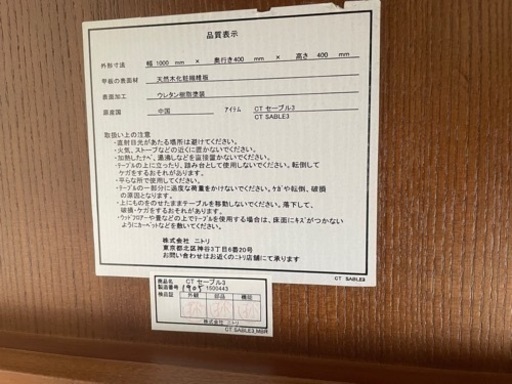 品質表示
外形寸法 幅 1000 mm × 奥行き400 mm × 高さ 400 mm
甲板の表面材 天然木化粧繊維板
表面加工 ウレタン樹脂塗装
原産国 中国 アイテム CT セーブル3
CT SABLE3
取扱い上の注意
・直射日光があたる場所は避けてください。
・火気、ストーブなどの近くに置かないでください。
・加熱したナベ、湯沸しなどを直接置かないでください。
・テーブルの上に立ったり、踏み台として使用しないでください。転倒して
ケガをするおそれがあります。
・平らな所で使用してください。
・テーブルの一部分に過度な荷重をかけないでください。ケガや転倒、破損
の原因となります。
・上にものをのせたままテーブルを移動しないでください。落下して、
破損・ケガをするおそれがあります。
・ウッドフロアーや畳などの上でテーブルを使用する場合は、床面にキズがつかない
ようにカーペットなどを敷いてください。
株式会社 ニトリ
東京都北区神谷3丁目6番20号
お問い合わせはお近くのニトリ店舗にて承ります
CT SABLE3
商品名 CT セーブル3
製造番号 1905 1500443
検品証 外観 部品 機能
株式会社 ニトリ
CT SABLE3 MBR